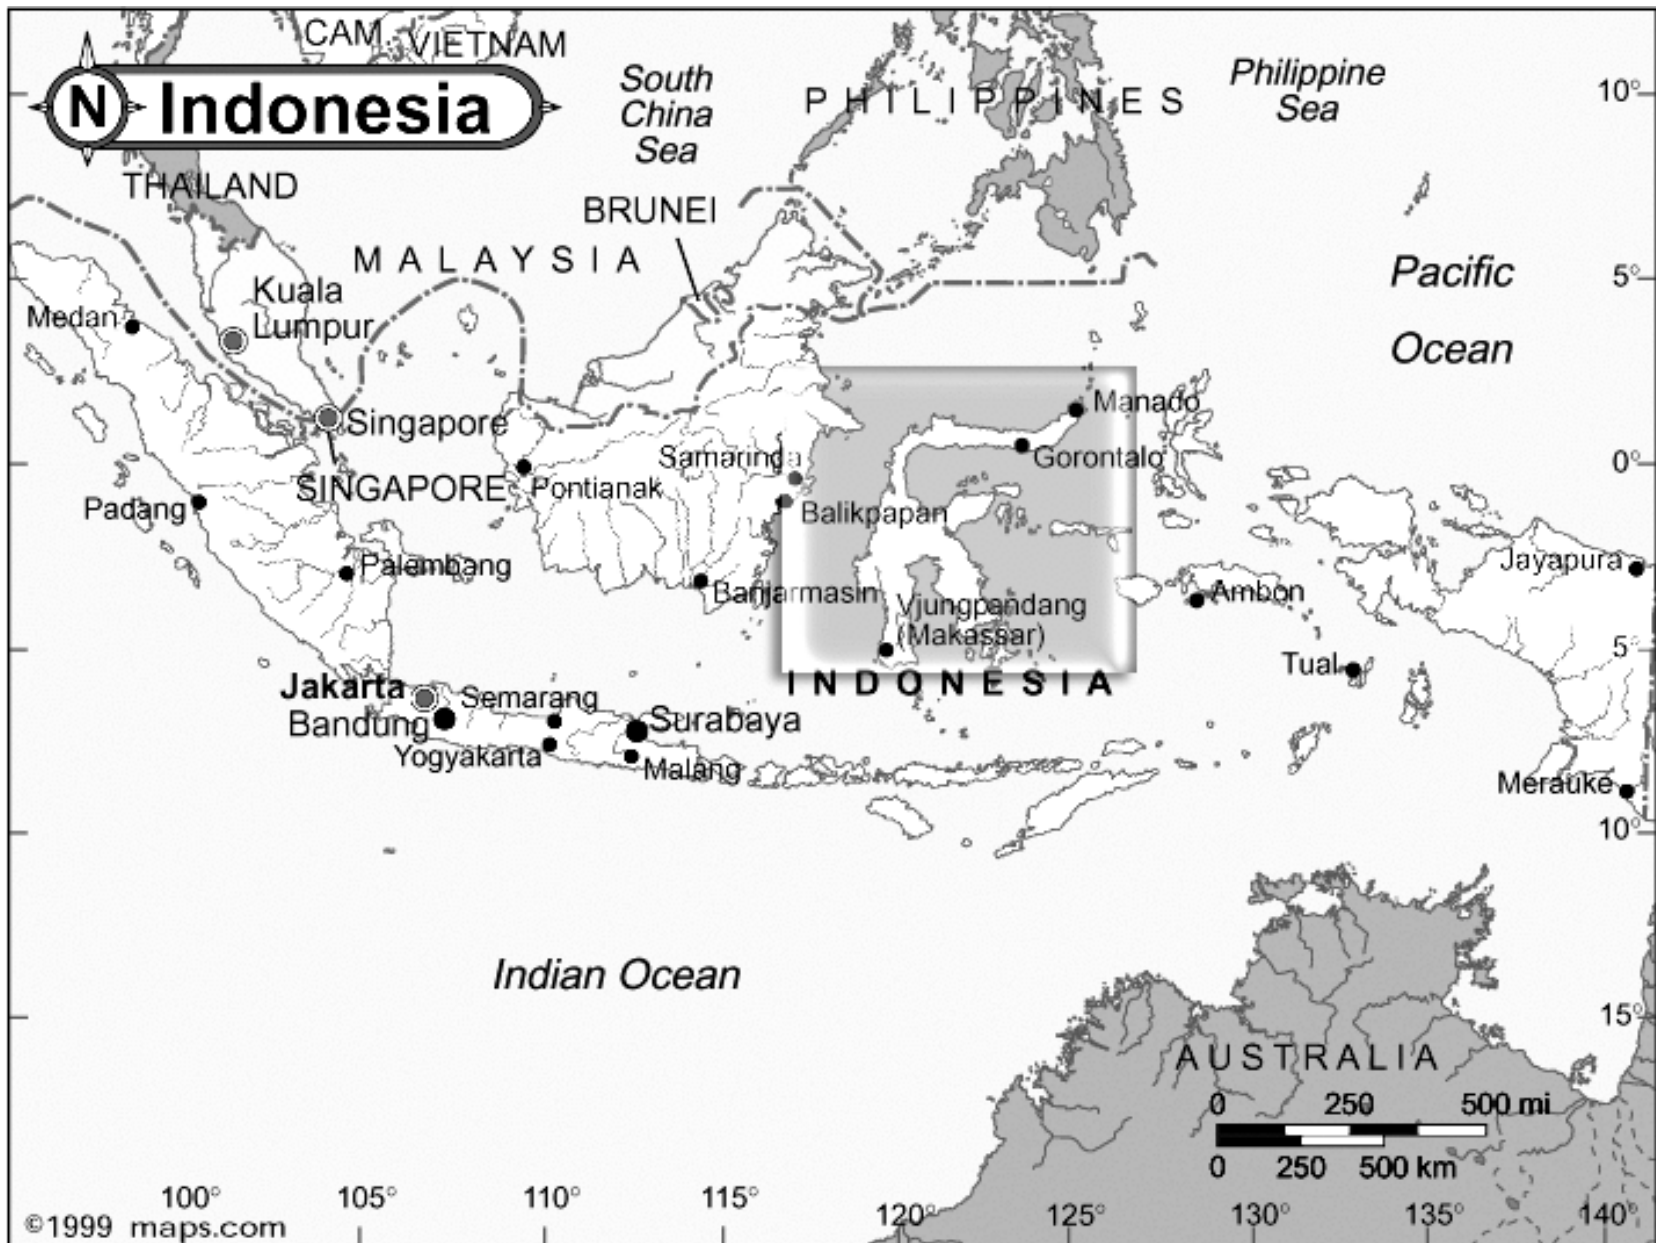 CAM
VIETNAM
N Indonesia
South
China
Sea
PHILIPPINES
Philippine
Sea
10°
THAILAND
BRUNEI
MALAYSIA
Pacific
Ocean
5°
Kuala
Lumpur
Medan
Singapore
SINGAPORE
Manado
Gorontalo
0°
Samarinda
Pontianak
Padang
Balikpapan
Palembang
Jayapura
Banjarmasin
Vjungpandang
(Makassar)
Ambon
5°
Tual
INDONESIA
Jakarta
Semarang
Bandung
Surabaya
Yogyakarta
Malang
Merauke
10°
Indian Ocean
15°
AUSTRALIA
0 250 500 mi
0 250 500 km
100° 105° 110° 115° 120° 125° 130° 135° 140°
©1999 maps.com